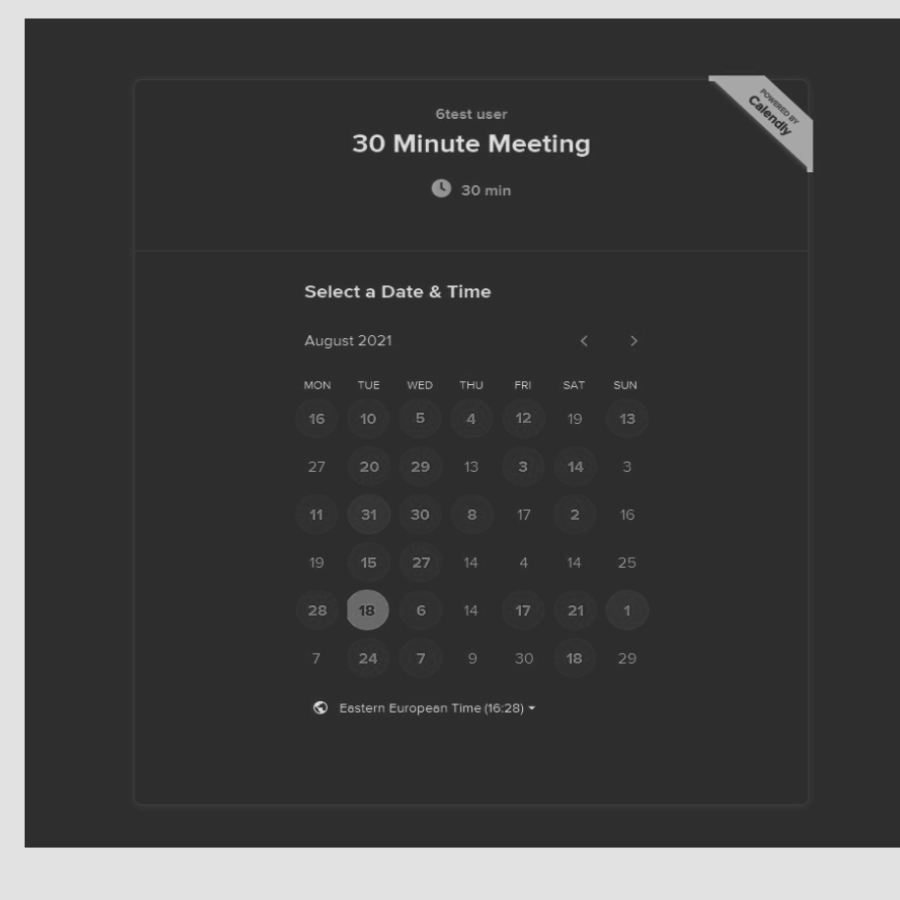 POWERED BY
Calendly
6test user
30 Minute Meeting
30 min
Select a Date & Time
August 2021
MON TUE WED THU FRI SAT SUN
16 10 5 4 12 19 13
27 20 29 13 3 14 3
11 31 30 8 17 2 16
19 15 27 14 4 14 25
28 18 6 14 17 21 1
7 24 7 9 30 18 29
Eastern European Time (16:28)